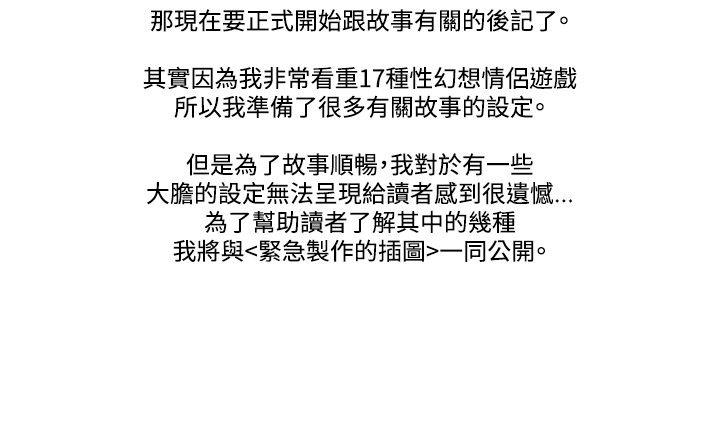 那現在要正式開始跟故事有關的後記了。
其實因為我非常看重17種性幻想情侶遊戲
所以我準備了很多有關故事的設定。
但是為了故事順暢，我對於有一些
大膽的設定無法呈現給讀者感到很遺憾...
為了幫助讀者了解其中的幾種
我將與<緊急製作的插圖>一同公開。